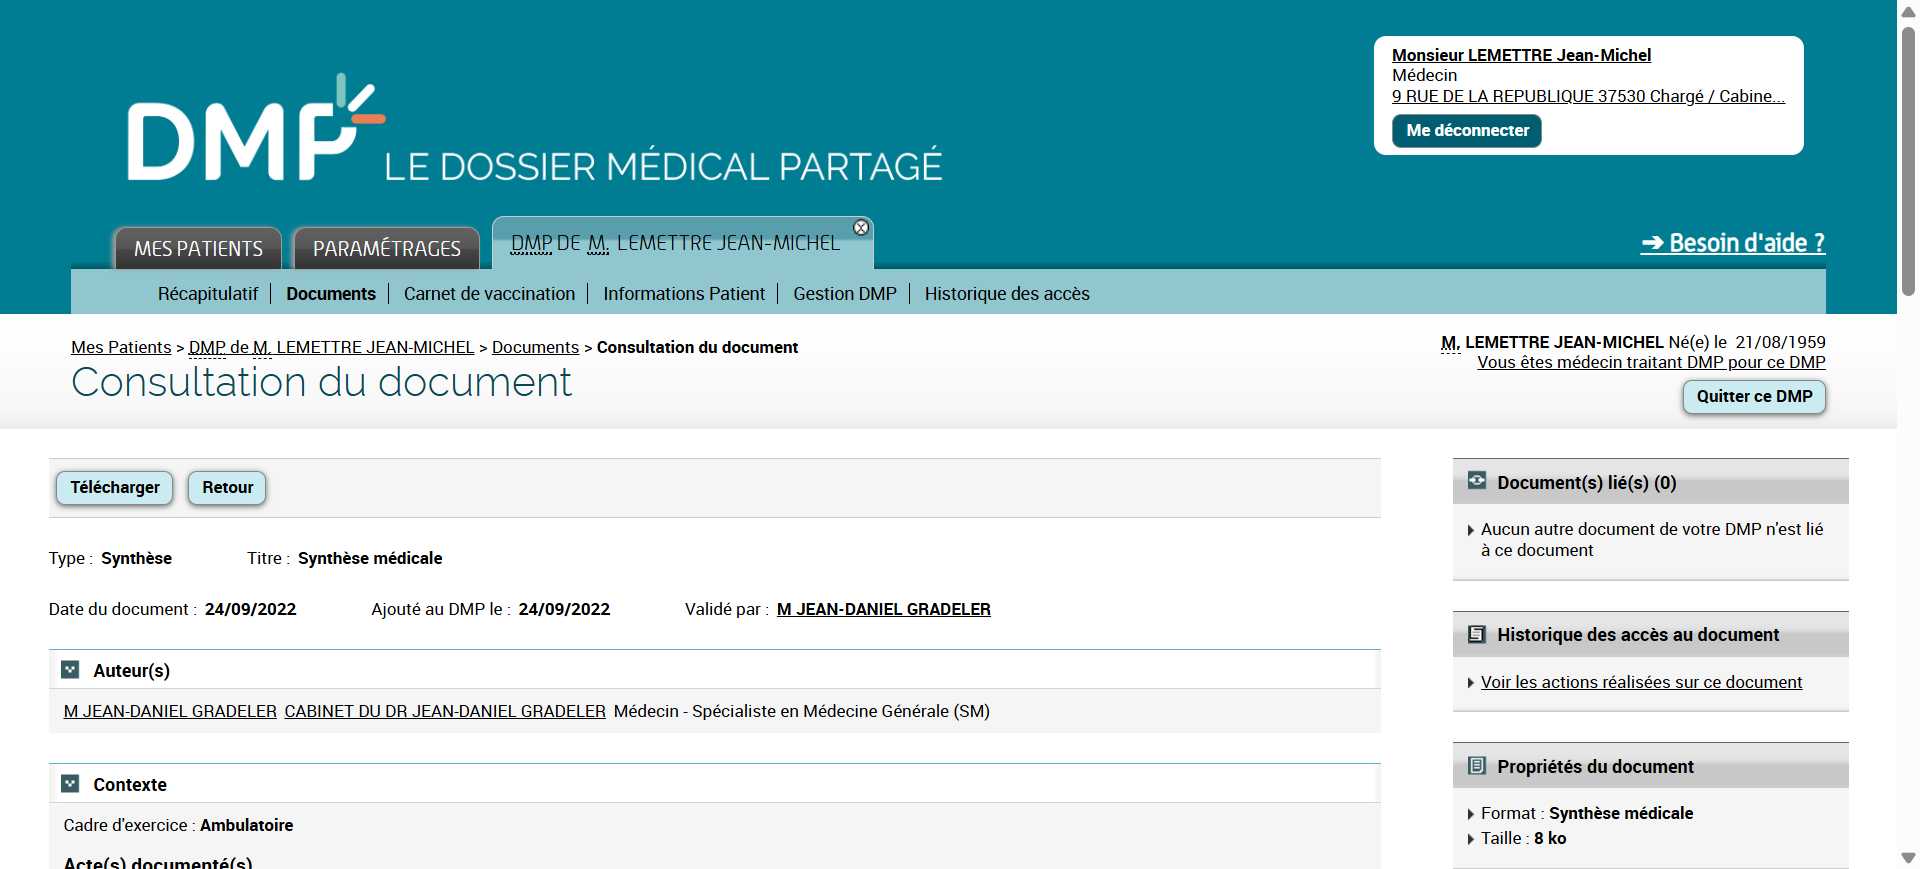 Monsieur LEMETTRE Jean-Michel
Médecin
9 RUE DE LA REPUBLIQUE 37530 Chargé / Cabine...
Me déconnecter
DMP LE DOSSIER MÉDICAL PARTAGÉ
MES PATIENTS PARAMÉTRAGES DMP DE M. LEMETTRE JEAN-MICHEL
➔ Besoin d'aide ?
Récapitulatif Documents Carnet de vaccination Informations Patient Gestion DMP Historique des accès
Mes Patients > DMP de M. LEMETTRE JEAN-MICHEL > Documents > Consultation du document
Consultation du document
M. LEMETTRE JEAN-MICHEL Né(e) le 21/08/1959
Vous êtes médecin traitant DMP pour ce DMP
Quitter ce DMP
Télécharger Retour
Type : Synthèse Titre : Synthèse médicale
Date du document : 24/09/2022 Ajouté au DMP le : 24/09/2022 Validé par : M JEAN-DANIEL GRADELER
Auteur(s)
M JEAN-DANIEL GRADELER CABINET DU DR JEAN-DANIEL GRADELER Médecin - Spécialiste en Médecine Générale (SM)
Contexte
Cadre d'exercice : Ambulatoire
Acte(s) documenté(s)
Document(s) lié(s) (0)
Aucun autre document de votre DMP n'est lié
à ce document
Historique des accès au document
Voir les actions réalisées sur ce document
Propriétés du document
Format : Synthèse médicale
Taille : 8 ko